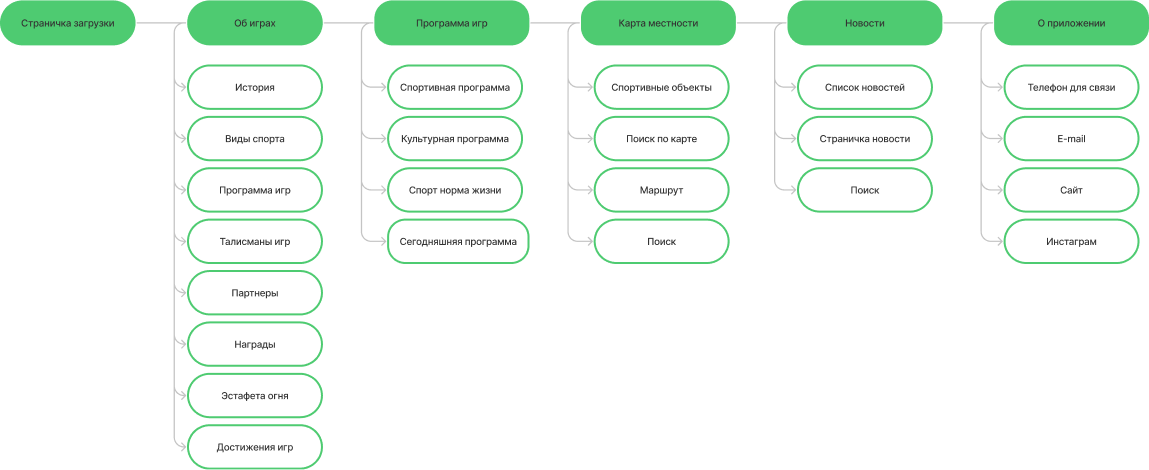 Страничка загрузки
Об играх
Программа игр
Карта местности
Новости
О приложении
История
Виды спорта
Программа игр
Талисманы игр
Партнеры
Награды
Эстафета огня
Достижения игр
Спортивная программа
Культурная программа
Спорт норма жизни
Сегодняшняя программа
Спортивные объекты
Поиск по карте
Маршрут
Поиск
Список новостей
Страничка новости
Поиск
Телефон для связи
E-mail
Сайт
Инстаграм